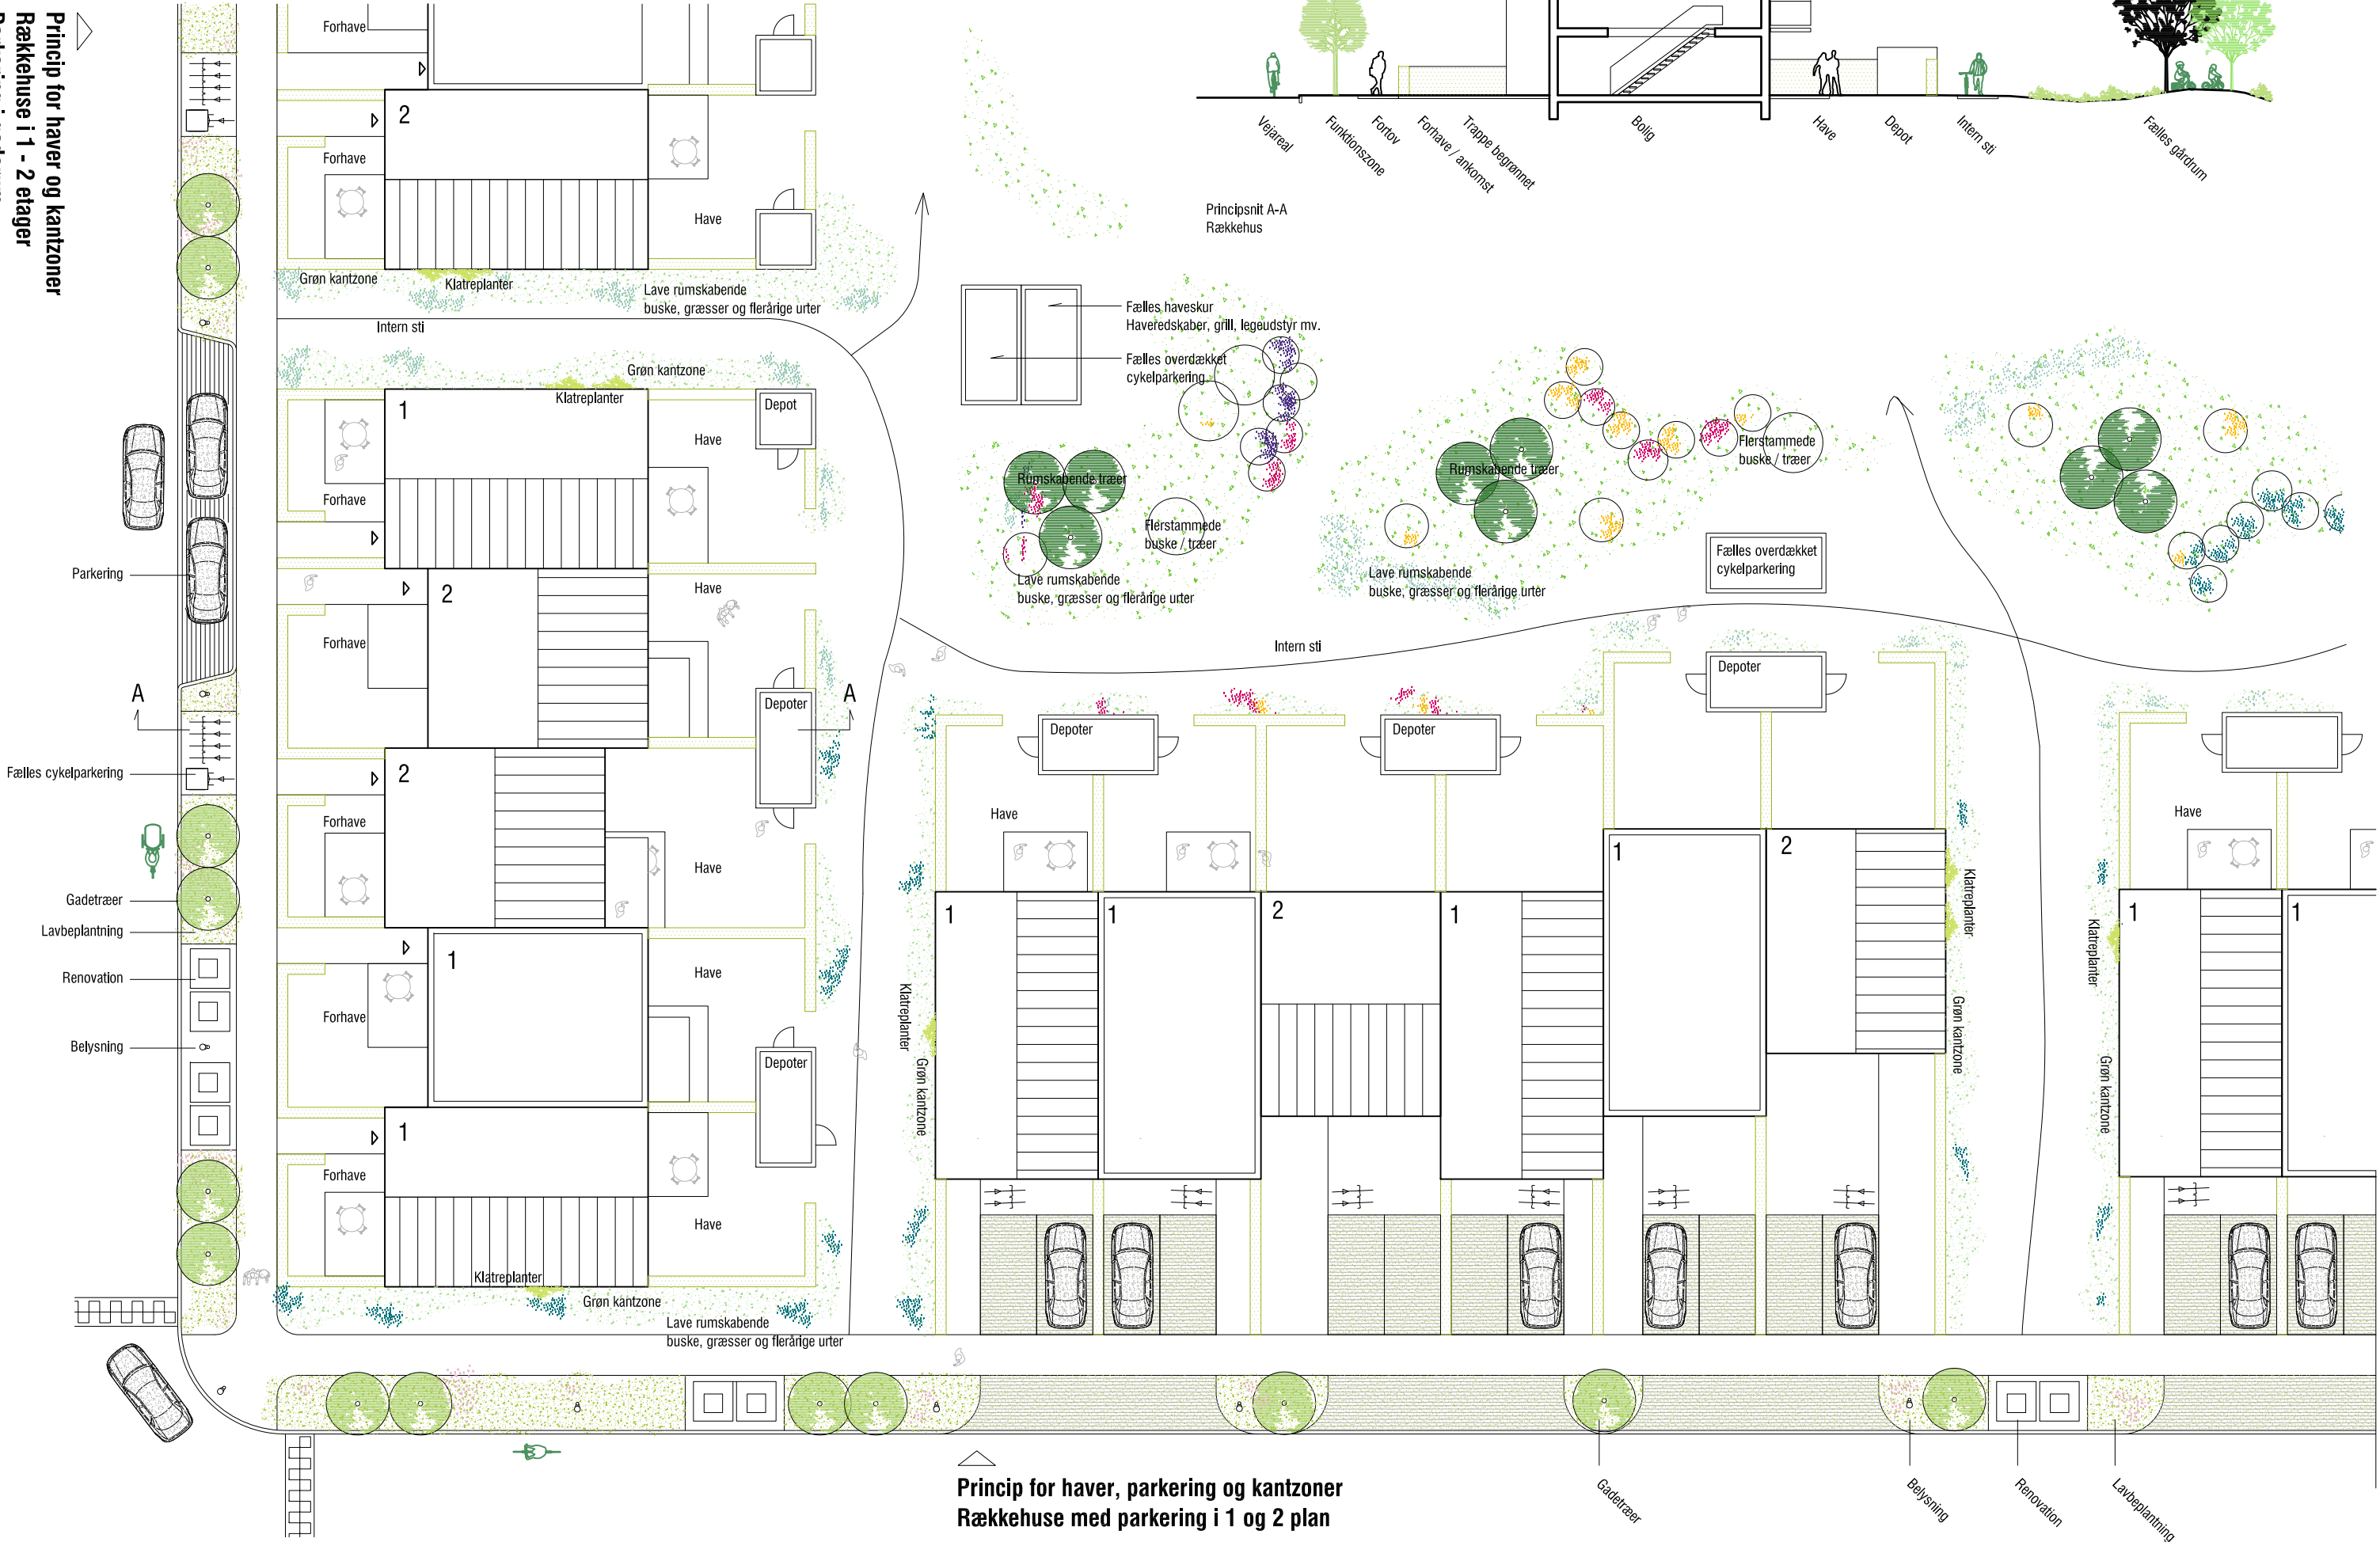 Princip for haver og kantzoner
Rækkehuse i 1 - 2 etager
Forhave
2
Forhave
Have
Grøn kantzone
Klatreplanter
Lave rumskabende
buske, græsser og flerårige urter
Intern sti
Grøn kantzone
Klatreplanter
1
Depot
Have
Forhave
Parkering
2
Have
Forhave
A
A
Depoter
Fælles cykelparkering
2
Forhave
Have
Gadetræer
Lavbeplantning
Renovation
1
Have
Forhave
Belysning
Depoter
1
Forhave
Have
Klatreplanter
Grøn kantzone
Lave rumskabende
buske, græsser og flerårige urter
Vejareal
Funktionszone
Fortov
Forhave / ankomst
Trappe begrønnet
Bolig
Have
Depot
Intern sti
Fælles gårdrum
Principsnit A-A
Rækkehus
Fælles haveskur
Haveredskaber, grill, legeudstyr mv.
Fælles overdækket
cykelparkering
Rumskabende træer
Flerstammede
buske / træer
Lave rumskabende
buske, græsser og flerårige urter
Rumskabende træer
Flerstammede
buske / træer
Lave rumskabende
buske, græsser og flerårige urter
Fælles overdækket
cykelparkering
Intern sti
Depoter
Depoter
Depoter
Have
Have
1
1
2
1
1
2
1
1
Klatreplanter
Grøn kantzone
Klatreplanter
Grøn kantzone
Klatreplanter
Grøn kantzone
Princip for haver, parkering og kantzoner
Rækkehuse med parkering i 1 og 2 plan
Gadetræer
Belysning
Renovation
Lavbeplantning